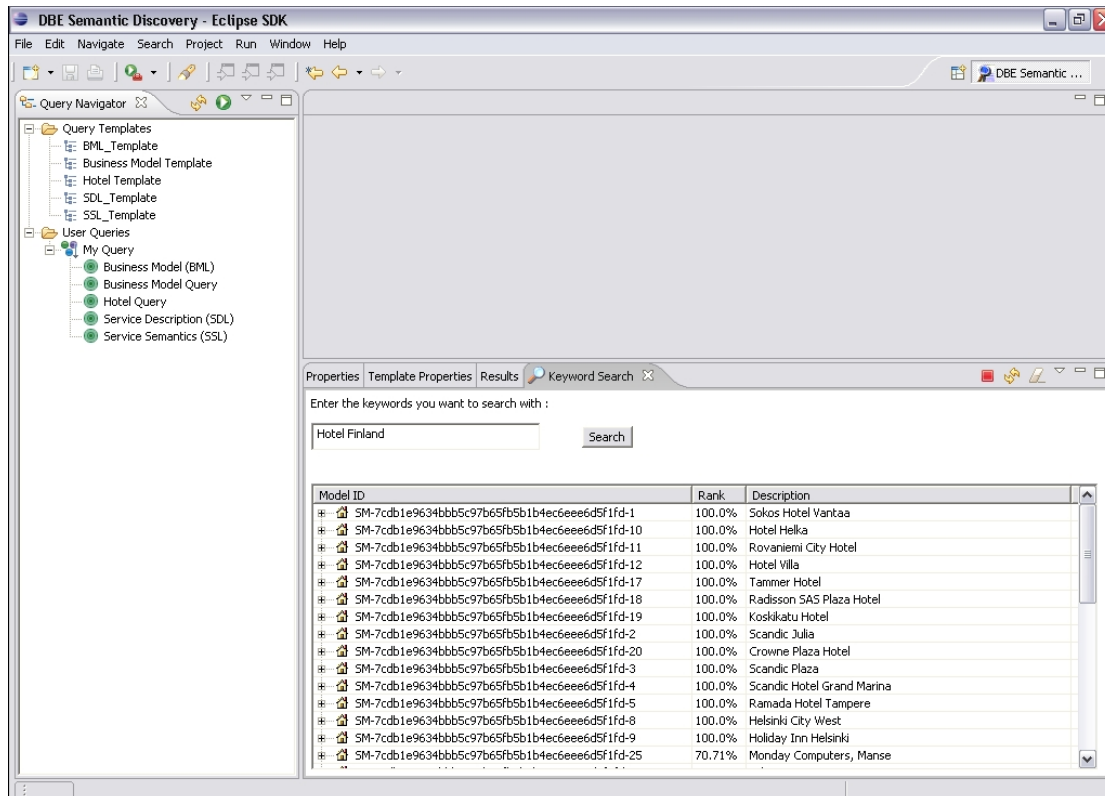 DBE Semantic Discovery - Eclipse SDK
File Edit Navigate Search Project Run Window Help
DBE Semantic ...
Query Navigator
Query Templates
BML_Template
Business Model Template
Hotel Template
SDL_Template
SSL_Template
User Queries
My Query
Business Model (BML)
Business Model Query
Hotel Query
Service Description (SDL)
Service Semantics (SSL)
Properties Template Properties Results Keyword Search
Enter the keywords you want to search with :
Hotel Finland Search
Model ID Rank Description
SM-7cdb1e9634bbb5c97b65fb5b1b4ec6eee6d5f1fd-1 100.0% Sokos Hotel Vantaa
SM-7cdb1e9634bbb5c97b65fb5b1b4ec6eee6d5f1fd-10 100.0% Hotel Helka
SM-7cdb1e9634bbb5c97b65fb5b1b4ec6eee6d5f1fd-11 100.0% Rovaniemi City Hotel
SM-7cdb1e9634bbb5c97b65fb5b1b4ec6eee6d5f1fd-12 100.0% Hotel Villa
SM-7cdb1e9634bbb5c97b65fb5b1b4ec6eee6d5f1fd-17 100.0% Tammer Hotel
SM-7cdb1e9634bbb5c97b65fb5b1b4ec6eee6d5f1fd-18 100.0% Radisson SAS Plaza Hotel
SM-7cdb1e9634bbb5c97b65fb5b1b4ec6eee6d5f1fd-19 100.0% Koskikatu Hotel
SM-7cdb1e9634bbb5c97b65fb5b1b4ec6eee6d5f1fd-2 100.0% Scandic Julia
SM-7cdb1e9634bbb5c97b65fb5b1b4ec6eee6d5f1fd-20 100.0% Crowne Plaza Hotel
SM-7cdb1e9634bbb5c97b65fb5b1b4ec6eee6d5f1fd-3 100.0% Scandic Plaza
SM-7cdb1e9634bbb5c97b65fb5b1b4ec6eee6d5f1fd-4 100.0% Scandic Hotel Grand Marina
SM-7cdb1e9634bbb5c97b65fb5b1b4ec6eee6d5f1fd-5 100.0% Ramada Hotel Tampere
SM-7cdb1e9634bbb5c97b65fb5b1b4ec6eee6d5f1fd-8 100.0% Helsinki City West
SM-7cdb1e9634bbb5c97b65fb5b1b4ec6eee6d5f1fd-9 100.0% Holiday Inn Helsinki
SM-7cdb1e9634bbb5c97b65fb5b1b4ec6eee6d5f1fd-25 70.71% Monday Computers, Manse